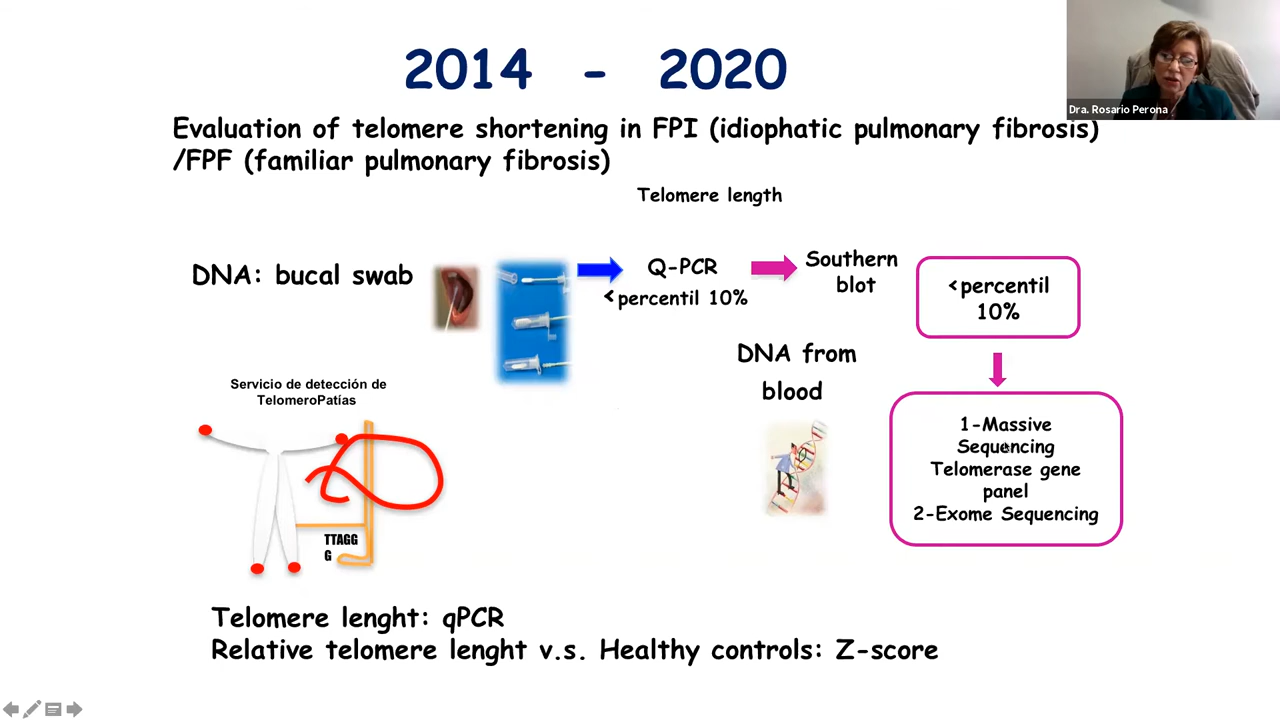 2014 - 2020
Dra. Rosario Perona
Evaluation of telomere shortening in FPI (idiophatic pulmonary fibrosis)
/FPF (familiar pulmonary fibrosis)
Telomere length
DNA: bucal swab
Q-PCR
<percentil 10%
Southern
blot
<percentil
10%
DNA from
blood
Servicio de detección de
TelomeroPatías
TTAGG
G
1-Massive
Sequencing
Telomerase gene
panel
2-Exome Sequencing
Telomere lenght: qPCR
Relative telomere lenght v.s. Healthy controls: Z-score